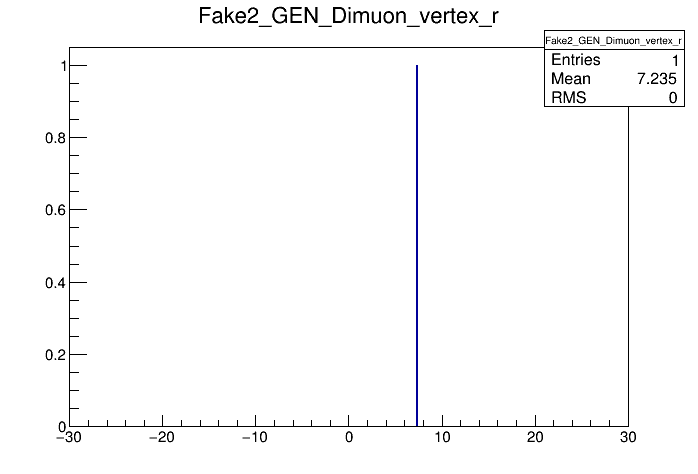 Fake2_GEN_Dimuon_vertex_r
Fake2_GEN_Dimuon_vertex_r
Entries 1
Mean 7.235
RMS 0
1
0.8
0.6
0.4
0.2
0
−30 −20 −10 0 10 20 30